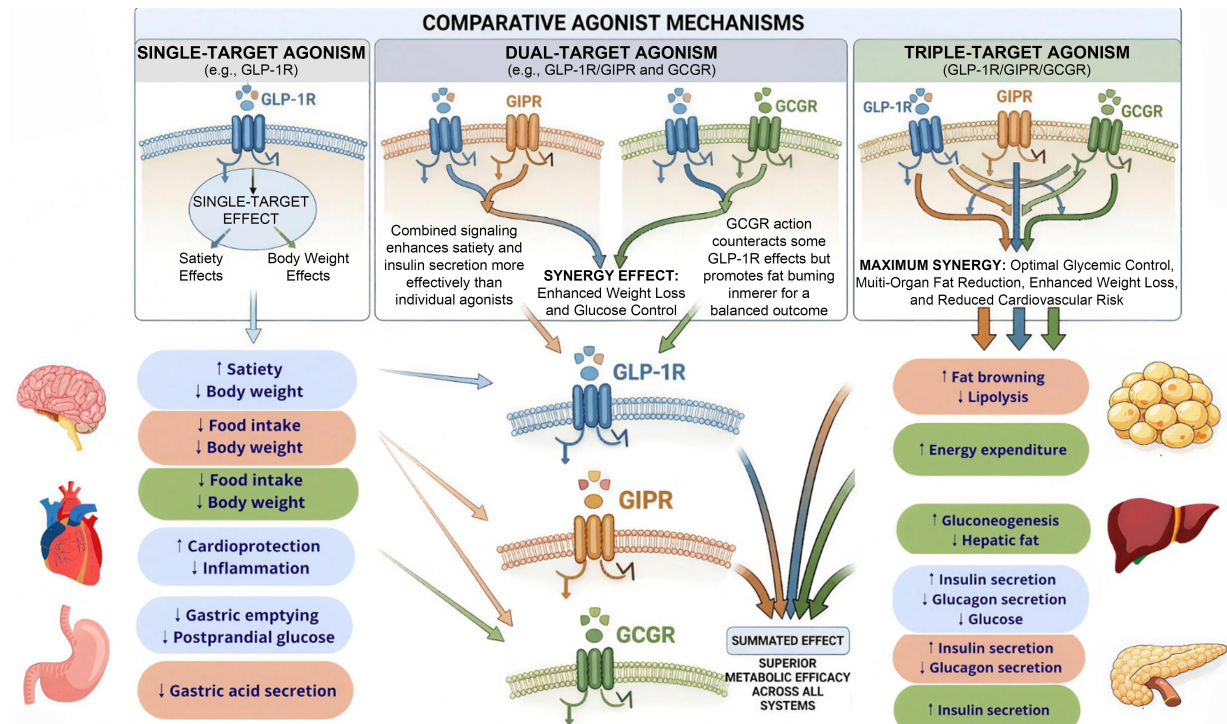 COMPARATIVE AGONIST MECHANISMS
SINGLE-TARGET AGONISM
(e.g., GLP-1R)
GLP-1R
SINGLE-TARGET
EFFECT
Satiety
Effects
Body Weight
Effects
DUAL-TARGET AGONISM
(e.g., GLP-1R/GIPR and GCGR)
GIPR
GCGR
Combined signaling
enhances satiety and
insulin secretion more
effectively than
individual agonists
SYNERGY EFFECT:
Enhanced Weight Loss
and Glucose Control
GCGR action
counteracts some
GLP-1R effects but
promotes fat buming
inmerer for a
balanced outcome
TRIPLE-TARGET AGONISM
(GLP-1R/GIPR/GCGR)
GLP-1R
GIPR
GCGR
MAXIMUM SYNERGY: Optimal Glycemic Control,
Muiti-Organ Fat Reduction, Enhanced Weight Loss,
and Reduced Cardiovascular Risk
↑ Satiety
↓ Body weight
↓ Food intake
↓ Body weight
↓ Food intake
↓ Body weight
↑ Cardioprotection
↓ Inflammation
↓ Gastric emptying
↓ Postprandial glucose
↓ Gastric acid secretion
GLP-1R
GIPR
GCGR
SUMMATED EFFECT
SUPERIOR
METABOLIC EFFICACY
ACROSS ALL
SYSTEMS
↑ Fat browning
↓ Lipolysis
↑ Energy expenditure
↑ Gluconeogenesis
↓ Hepatic fat
↑ Insulin secretion
↓ Glucagon secretion
↓ Glucose
↑ Insulin secretion
↓ Glucagon secretion
↑ Insulin secretion